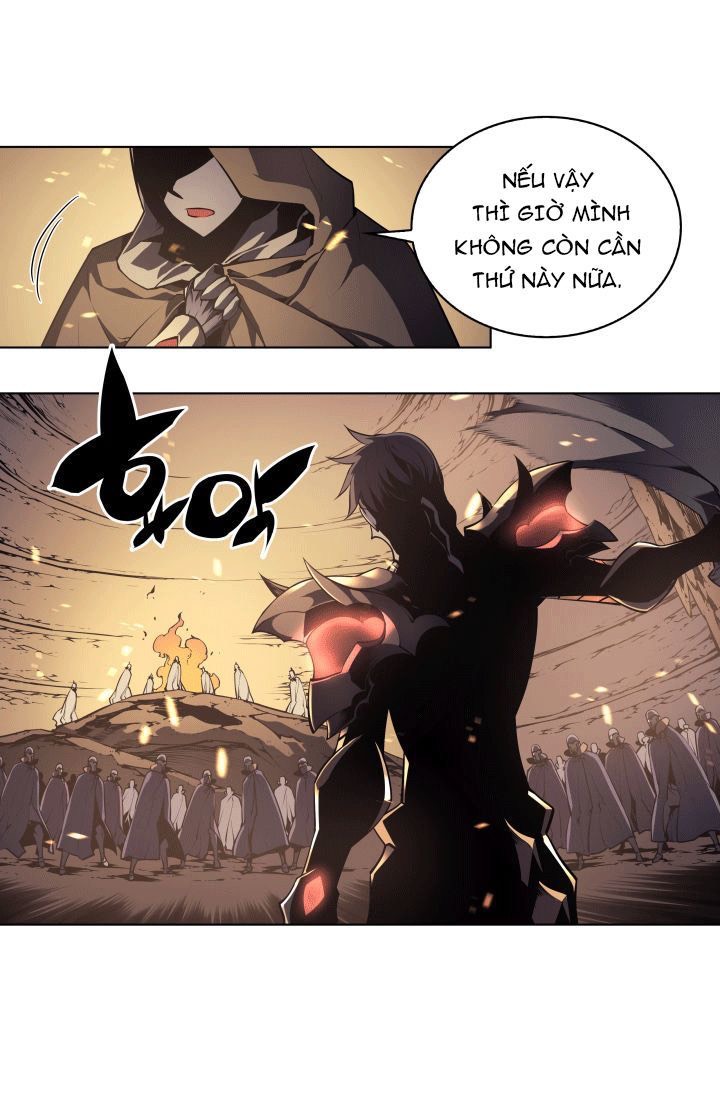 NẾU VẬY
THÌ GIỜ MÌNH
KHÔNG CÒN CẦN
THỨ NÀY NỮA.